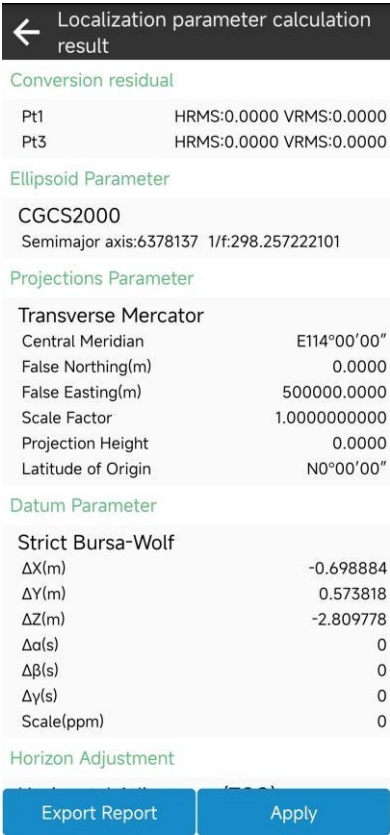 Localization parameter calculation
result
Conversion residual
Pt1 HRMS:0.0000 VRMS:0.0000
Pt3 HRMS:0.0000 VRMS:0.0000
Ellipsoid Parameter
CGCS2000
Semimajor axis:6378137 1/f:298.257222101
Projections Parameter
Transverse Mercator
Central Meridian E114°00'00"
False Northing(m) 0.0000
False Easting(m) 500000.0000
Scale Factor 1.0000000000
Projection Height 0.0000
Latitude of Origin N0°00'00"
Datum Parameter
Strict Bursa-Wolf
ΔX(m) -0.698884
ΔY(m) 0.573818
ΔZ(m) -2.809778
Δα(s) 0
Δβ(s) 0
Δγ(s) 0
Scale(ppm) 0
Horizon Adjustment
Export Report Apply